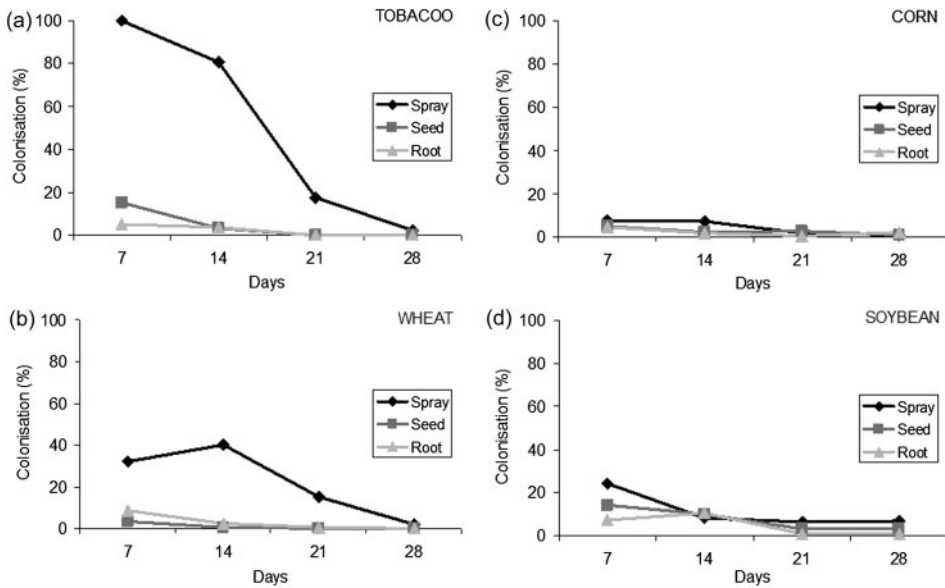 (a)
TOBACOO
Colonisation (%)
100
80
60
40
20
0
Spray
Seed
Root
7 14 21 28
Days
(c)
CORN
Colonisation (%)
100
80
60
40
20
0
Spray
Seed
Root
7 14 21 28
Days
(b)
WHEAT
Colonisation (%)
100
80
60
40
20
0
Spray
Seed
Root
7 14 21 28
Days
(d)
SOYBEAN
Colonisation (%)
100
80
60
40
20
0
Spray
Seed
Root
7 14 21 28
Days